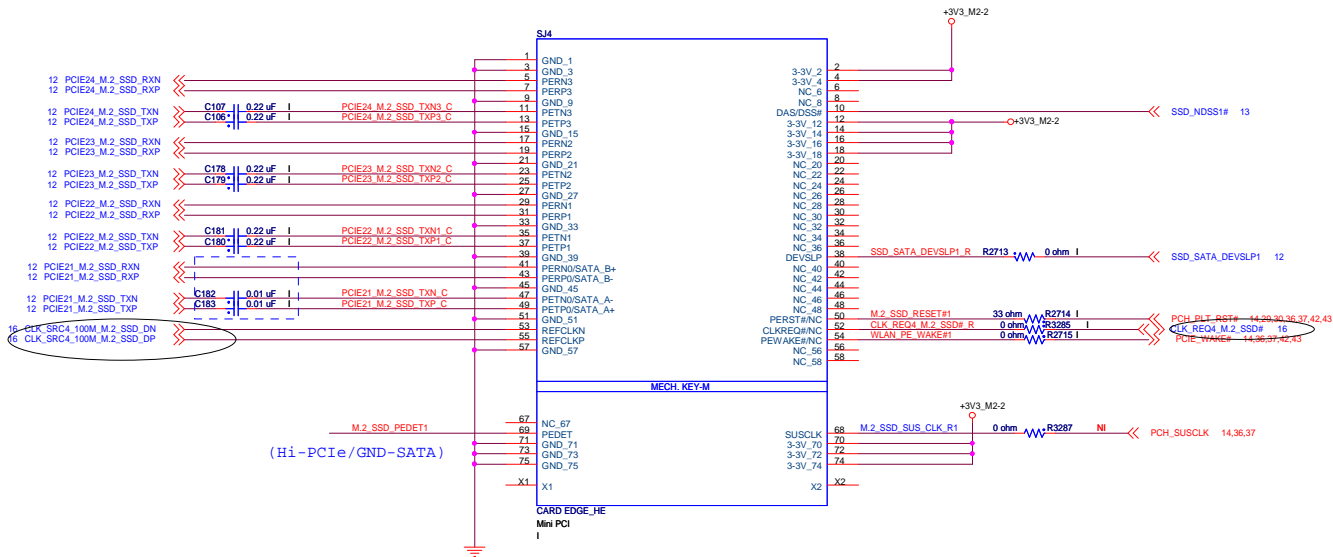 +3V3_M2-2
SJ4
1 GND_1
3 GND_3
12 PCIE24_M.2_SSD_RXN 5 PERN3
12 PCIE24_M.2_SSD_RXP 7 PERP3
9 GND_9
12 PCIE24_M.2_SSD_TXN C107 0.22 uF I PCIE24_M.2_SSD_TXN3_C 11 PETN3
12 PCIE24_M.2_SSD_TXP C106 0.22 uF I PCIE24_M.2_SSD_TXP3_C 13 PETP3
15 GND_15
12 PCIE23_M.2_SSD_RXN 17 PERN2
12 PCIE23_M.2_SSD_RXP 19 PERP2
21 GND_21
12 PCIE23_M.2_SSD_TXN C178 0.22 uF I PCIE23_M.2_SSD_TXN2_C 23 PETN2
12 PCIE23_M.2_SSD_TXP C179 0.22 uF I PCIE23_M.2_SSD_TXP2_C 25 PETP2
27 GND_27
12 PCIE22_M.2_SSD_RXN 29 PERN1
12 PCIE22_M.2_SSD_RXP 31 PERP1
33 GND_33
12 PCIE22_M.2_SSD_TXN C181 0.22 uF I PCIE22_M.2_SSD_TXN1_C 35 PETN1
12 PCIE22_M.2_SSD_TXP C180 0.22 uF I PCIE22_M.2_SSD_TXP1_C 37 PETP1
39 GND_39
12 PCIE21_M.2_SSD_RXN 41 PERN0/SATA_B+
12 PCIE21_M.2_SSD_RXP 43 PERP0/SATA_B-
45 GND_45
12 PCIE21_M.2_SSD_TXN C182 0.01 uF I PCIE21_M.2_SSD_TXN_C 47 PETN0/SATA_A-
12 PCIE21_M.2_SSD_TXP C183 0.01 uF I PCIE21_M.2_SSD_TXP_C 49 PETP0/SATA_A+
51 GND_51
16 CLK_SRC4_100M_M.2_SSD_DN 53 REFCLKN
16 CLK_SRC4_100M_M.2_SSD_DP 55 REFCLKP
57 GND_57
3-3V_2 2
3-3V_4 4
NC_6 6
NC_8 8
DAS/DSS# 10 SSD_NDSS1# 13
3-3V_12 12 +3V3_M2-2
3-3V_14 14
3-3V_16 16
3-3V_18 18
NC_20 20
NC_22 22
NC_24 24
NC_26 26
NC_28 28
NC_30 30
NC_32 32
NC_34 34
NC_36 36
DEVSLP 38 SSD_SATA_DEVSLP1_R R2713 0 ohm I SSD_SATA_DEVSLP1 12
NC_40 40
NC_42 42
NC_44 44
NC_46 46
NC_48 48
PERST#/NC 50 M.2_SSD_RESET#1 33 ohm R2714 I PCH_PLT_RST# 14,29,30,36,37,42,43
CLKREQ#/NC 52 CLK_REQ4_M.2_SSD#_R 0 ohm R3285 I CLK_REQ4_M.2_SSD# 16
PEWAKE#/NC 54 WLAN_PE_WAKE#1 0 ohm R2715 I PCIE_WAKE# 14,36,37,42,43
NC_56 56
NC_58 58
MECH. KEY-M
67 NC_67
M.2_SSD_PEDET1 69 PEDET
71 GND_71
73 GND_73
75 GND_75
X1 X1
(Hi-PCIe/GND-SATA)
+3V3_M2-2
SUSCLK 68 M.2_SSD_SUS_CLK_R1 0 ohm R3287 NI PCH_SUSCLK 14,36,37
3-3V_70 70
3-3V_72 72
3-3V_74 74
X2 X2
CARD EDGE_HE
Mini PCI
I